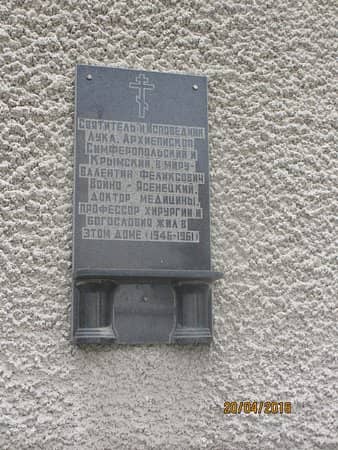 Святитель и исповедник
Лука, Архиепископ
Симферопольский и
Крымский, в миру-
Валентин Феликсович
Воино - Ясенецкий,
доктор медицины,
профессор хирургии и
богословия жил в
этом доме (1946-1961)
20/04/2016